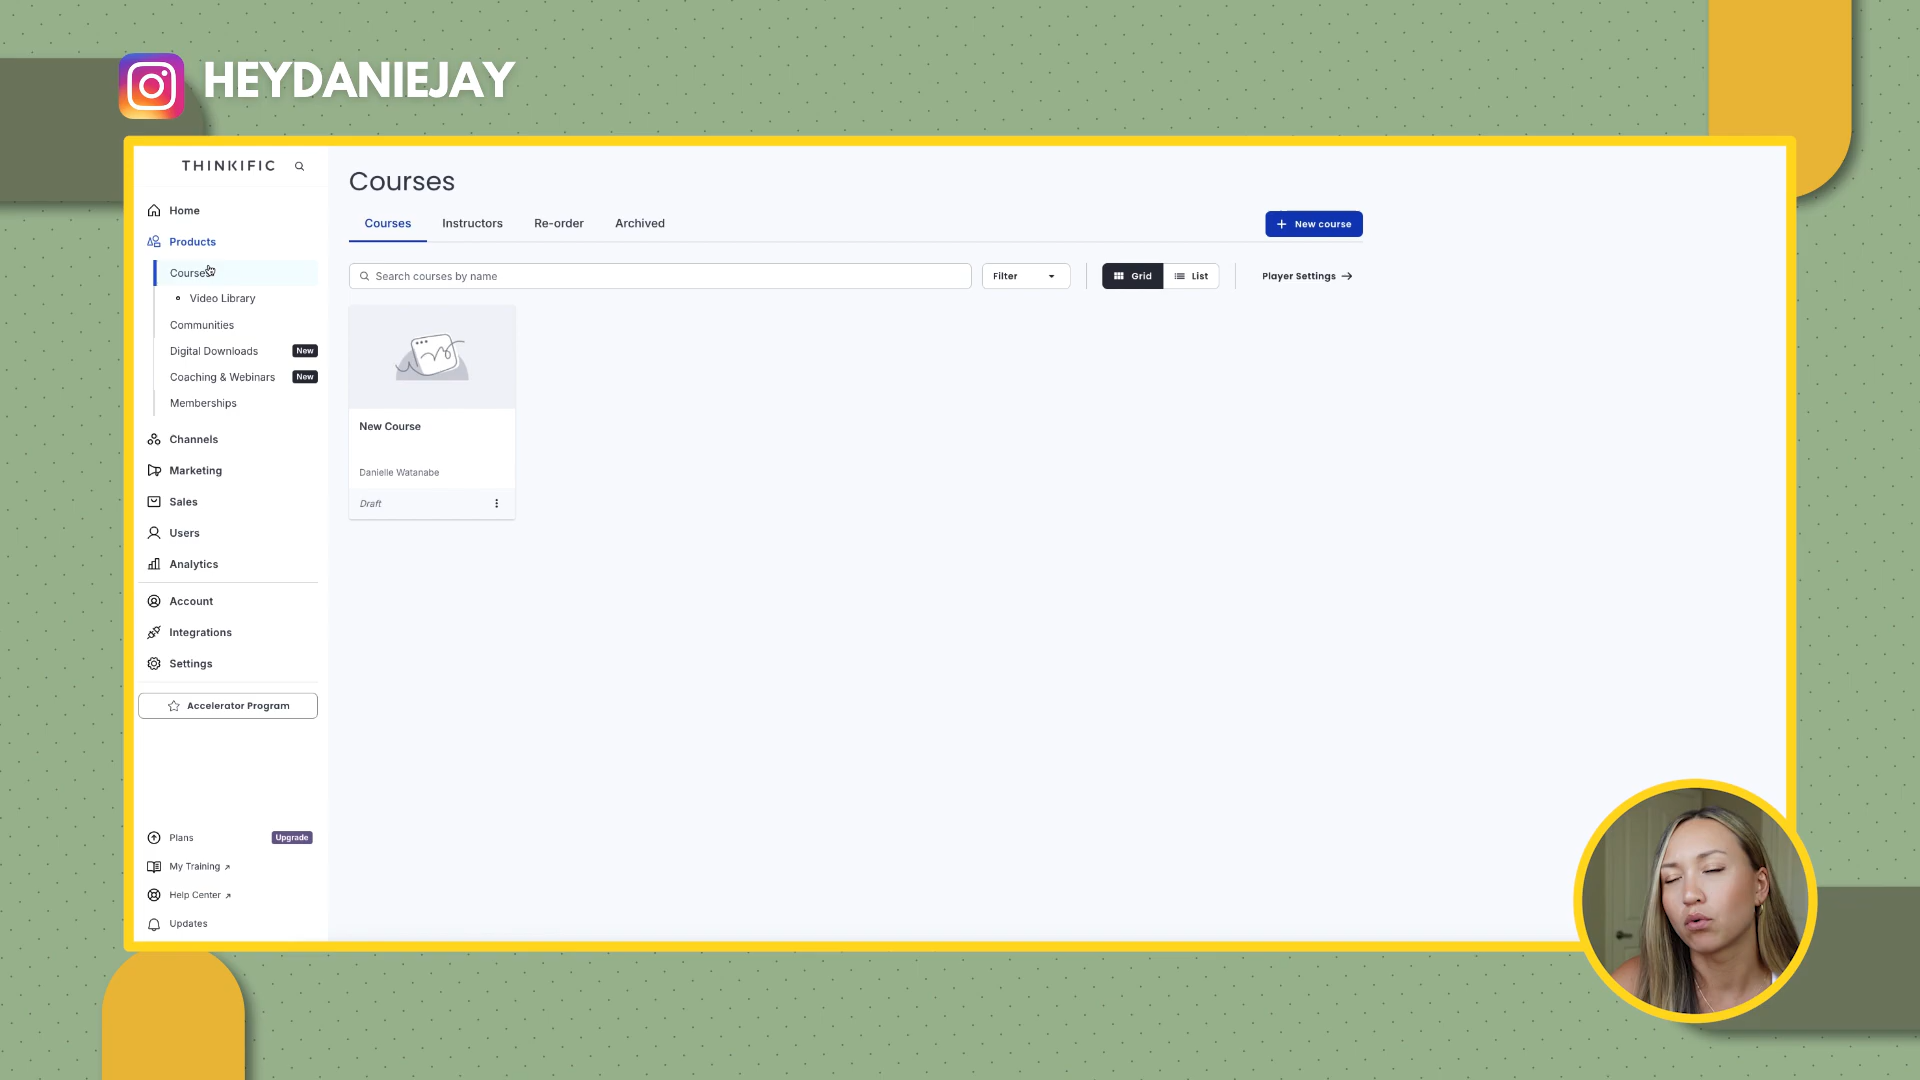 HEYDANIEJAY
THINKIFIC
Home
Products
Courses
Video Library
Communities
Digital Downloads New
Coaching & Webinars New
Memberships
Channels
Marketing
Sales
Users
Analytics
Account
Integrations
Settings
Accelerator Program
Plans Upgrade
My Training
Help Center
Updates
Courses
Courses Instructors Re-order Archived
New course
Search courses by name
Filter
Grid List
Player Settings
New Course
Danielle Watanabe
Draft